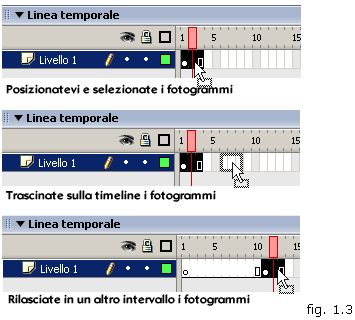 Linea temporale
1 5 10 15
Livello 1
Posizionatevi e selezionate i fotogrammi
Linea temporale
1 5 10 15
Livello 1
Trascinate sulla timeline i fotogrammi
Linea temporale
1 5 10 15
Livello 1
Rilasciate in un altro intervallo i fotogrammi
fig. 1.3